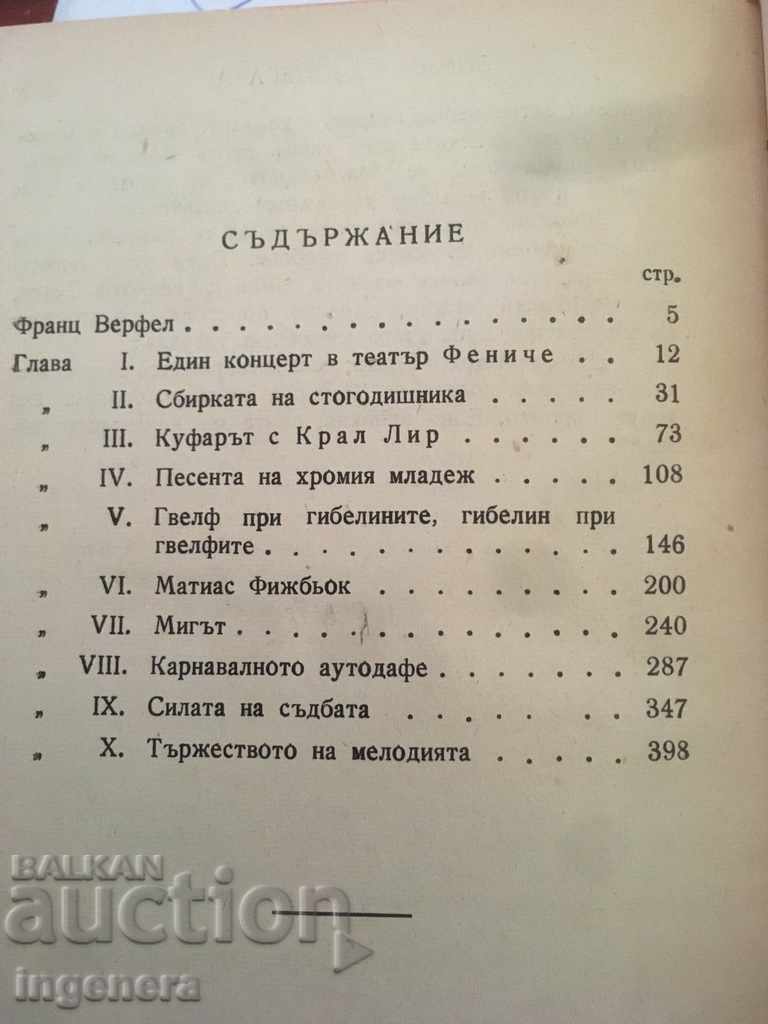 СЪДЪРЖАНИЕ
стр.
Франц Верфел . . . . . . . . . . . . . . . . 5
Глава I. Един концерт в театър Фениче . . 12
„ II. Сбирката на стогодишника . . . . . 31
„ III. Куфарът с Крал Лир . . . . . . 73
„ IV. Песента на хромия младеж . . . . . 108
„ V. Гвелф при гибелините, гибелин при
гвелфите . . . . . . . . . . . . . 146
„ VI. Матиас Фижбьок . . . . . . . . . 200
„ VII. Мигът . . . . . . . . . . . . . . 240
„ VIII. Карнавалното аутодафе . . . . . . . 287
„ IX. Силата на съдбата . . . . . . 347
„ X. Тържеството на мелодията . . . . . 398
BALKAN
auction
ingenera